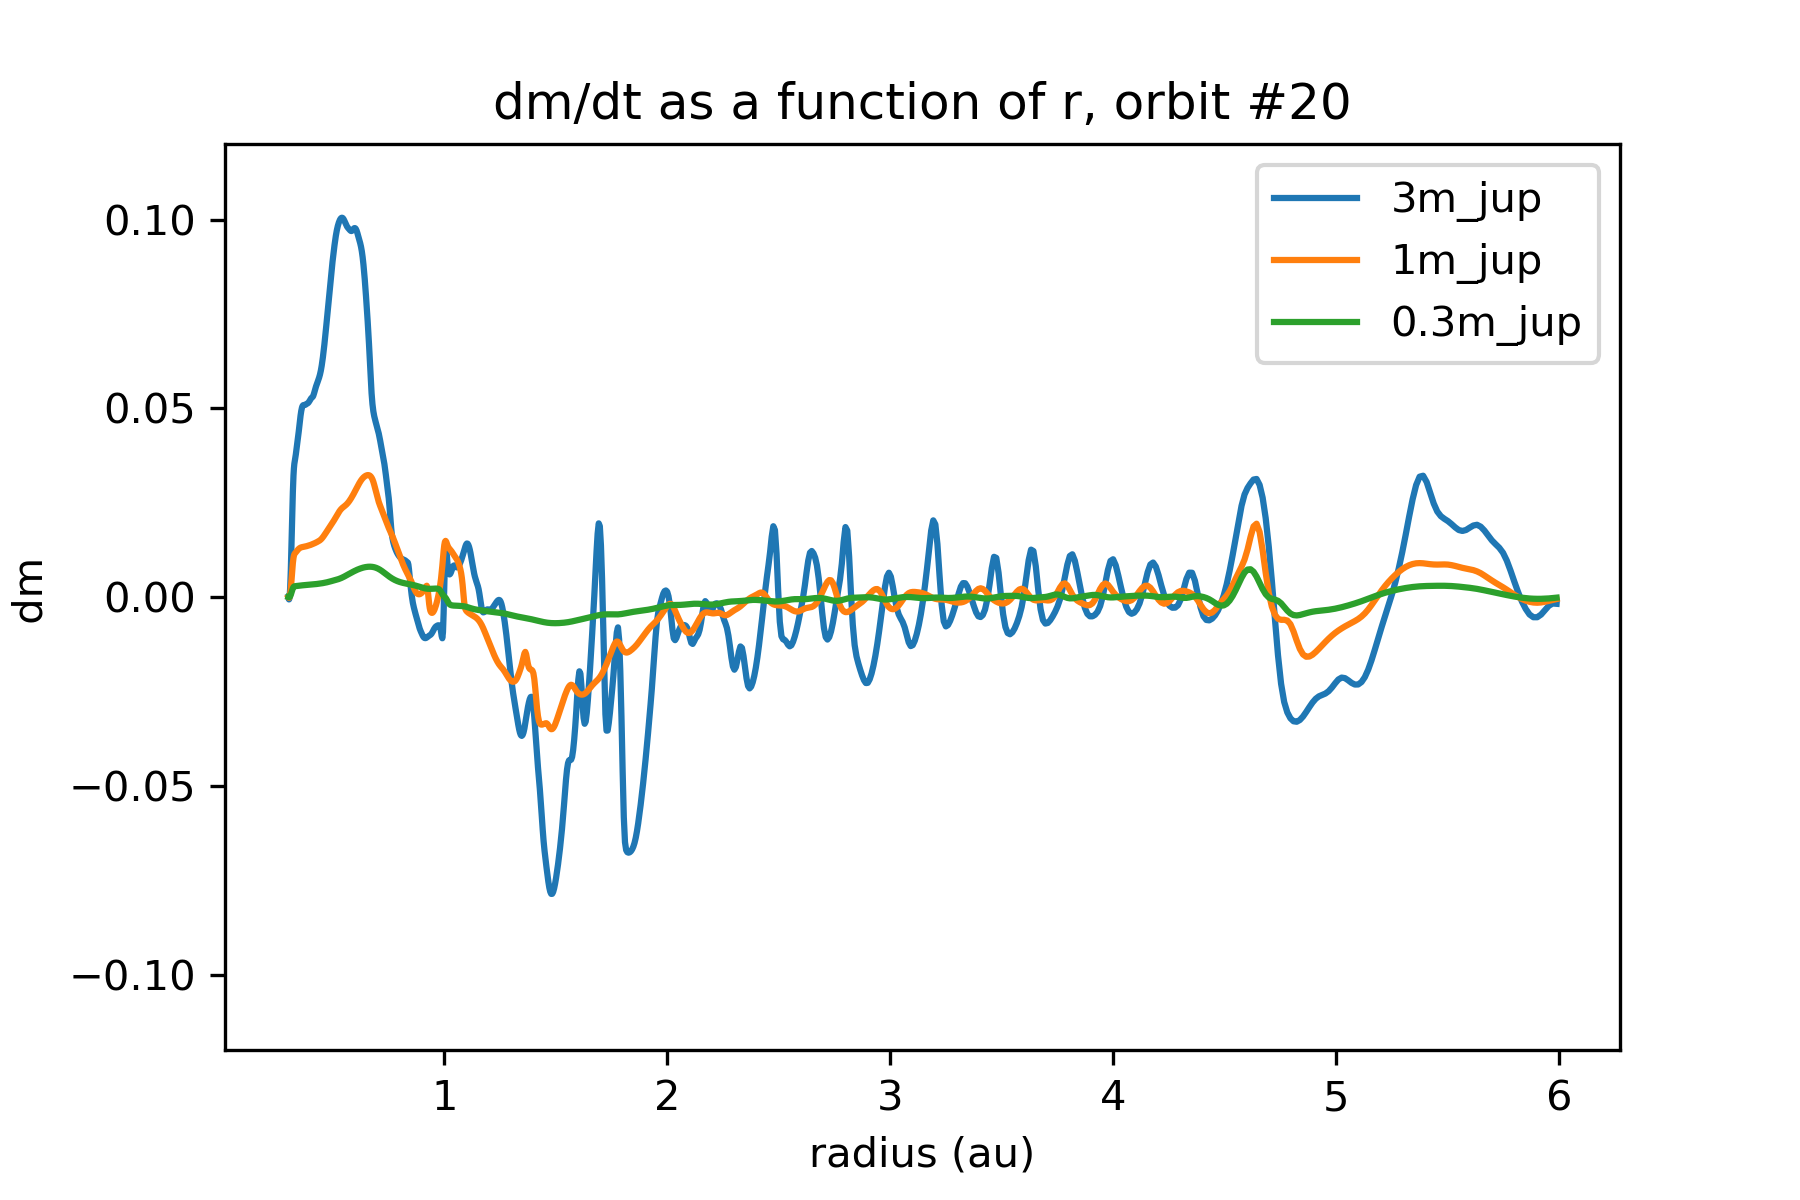 dm/dt as a function of r, orbit #20
3m_jup
1m_jup
0.3m_jup
0.10
0.05
0.00
−0.05
−0.10
dm
1 2 3 4 5 6
radius (au)